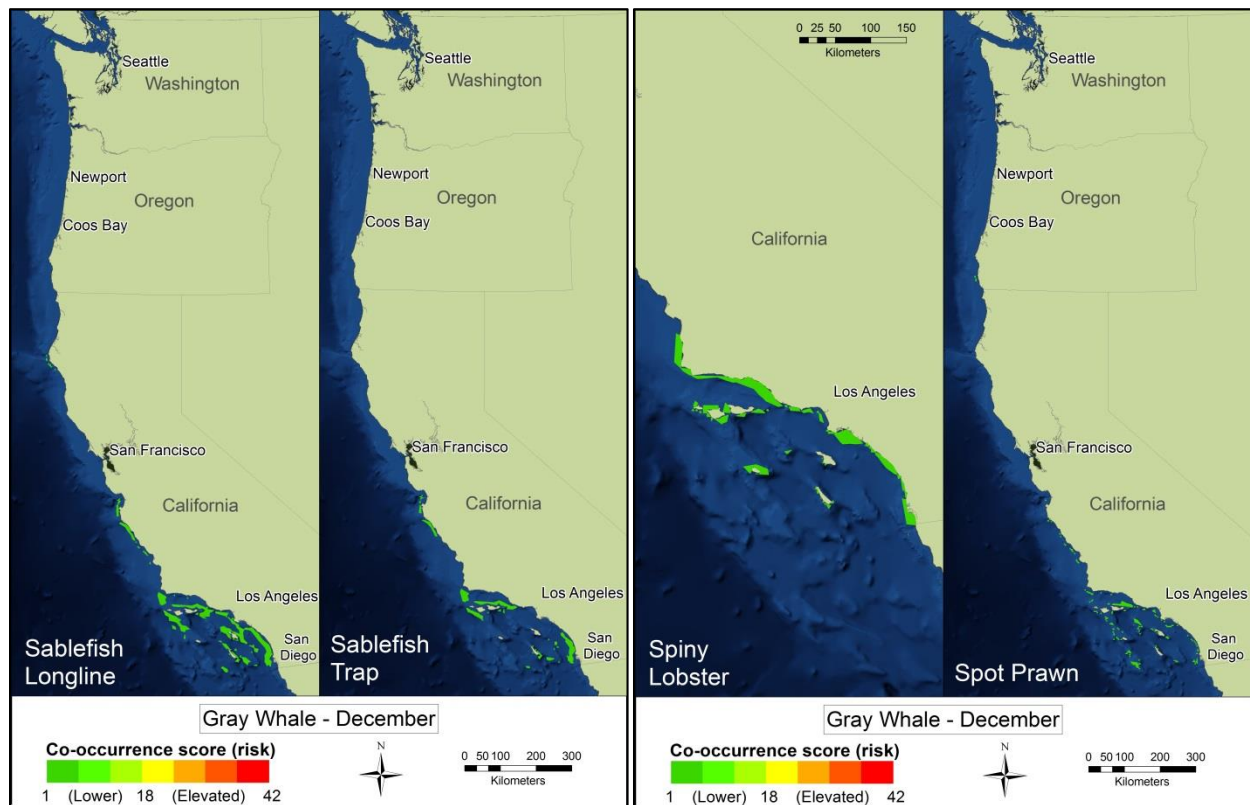 Seattle
Washington
Newport
Oregon
Coos Bay
San Francisco
California
Los Angeles
San
Diego
Sablefish
Longline
Seattle
Washington
Newport
Oregon
Coos Bay
San Francisco
California
Los Angeles
San
Diego
Sablefish
Trap
Gray Whale - December
Co-occurrence score (risk)
1 (Lower) 18 (Elevated) 42
N
0 50 100 200 300
Kilometers
0 25 50 100 150
Kilometers
California
Los Angeles
Spiny
Lobster
Seattle
Washington
Newport
Oregon
Coos Bay
San Francisco
California
Los Angeles
San
Diego
Spot Prawn
Gray Whale - December
Co-occurrence score (risk)
1 (Lower) 18 (Elevated) 42
N
0 50 100 200 300
Kilometers